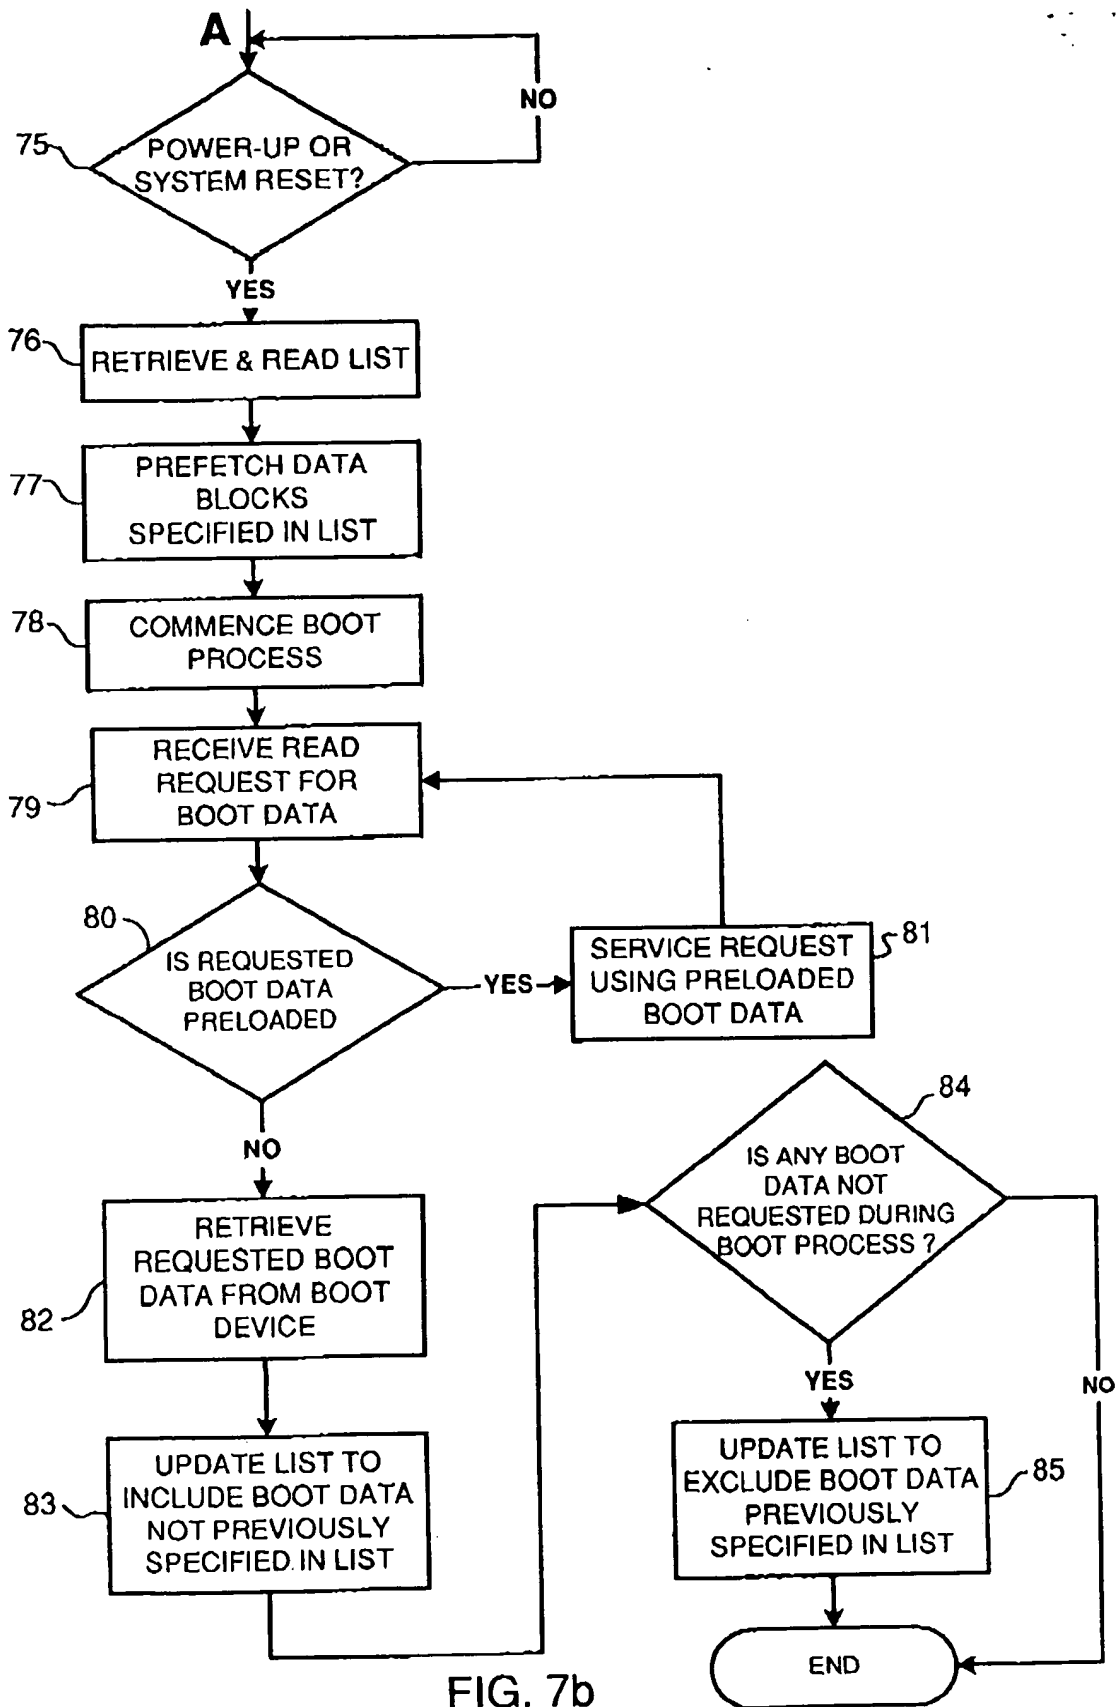 A
NO
75
POWER-UP OR
SYSTEM RESET?
YES
76
RETRIEVE & READ LIST
77
PREFETCH DATA
BLOCKS
SPECIFIED IN LIST
78
COMMENCE BOOT
PROCESS
79
RECEIVE READ
REQUEST FOR
BOOT DATA
80
IS REQUESTED
BOOT DATA
PRELOADED
YES
81
SERVICE REQUEST
USING PRELOADED
BOOT DATA
NO
82
RETRIEVE
REQUESTED BOOT
DATA FROM BOOT
DEVICE
83
UPDATE LIST TO
INCLUDE BOOT DATA
NOT PREVIOUSLY
SPECIFIED IN LIST
84
IS ANY BOOT
DATA NOT
REQUESTED DURING
BOOT PROCESS ?
YES
NO
85
UPDATE LIST TO
EXCLUDE BOOT DATA
PREVIOUSLY
SPECIFIED IN LIST
END
FIG. 7b